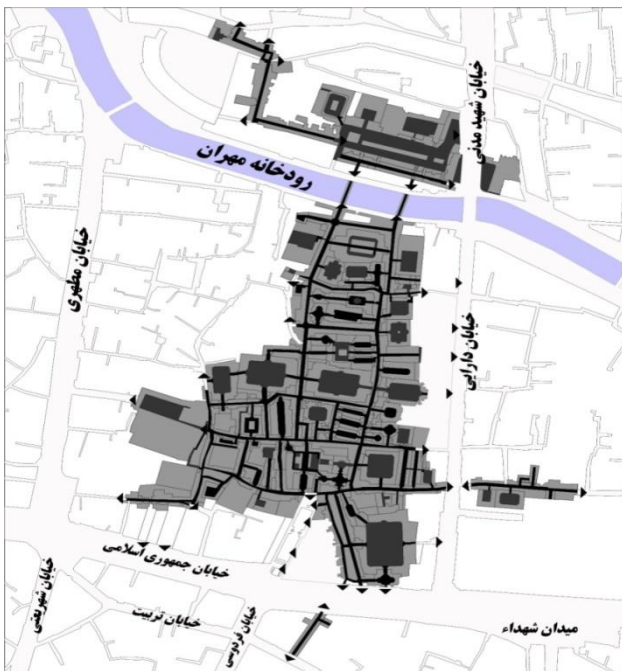 خیابان شهید مدنی
رودخانه مهران
خیابان مطهری
خیابان دارایی
خیابان جمهوری اسلامی
خیابان شهریعتی
خیابان تربیت
خیابان فردوسی
میدان شهداء